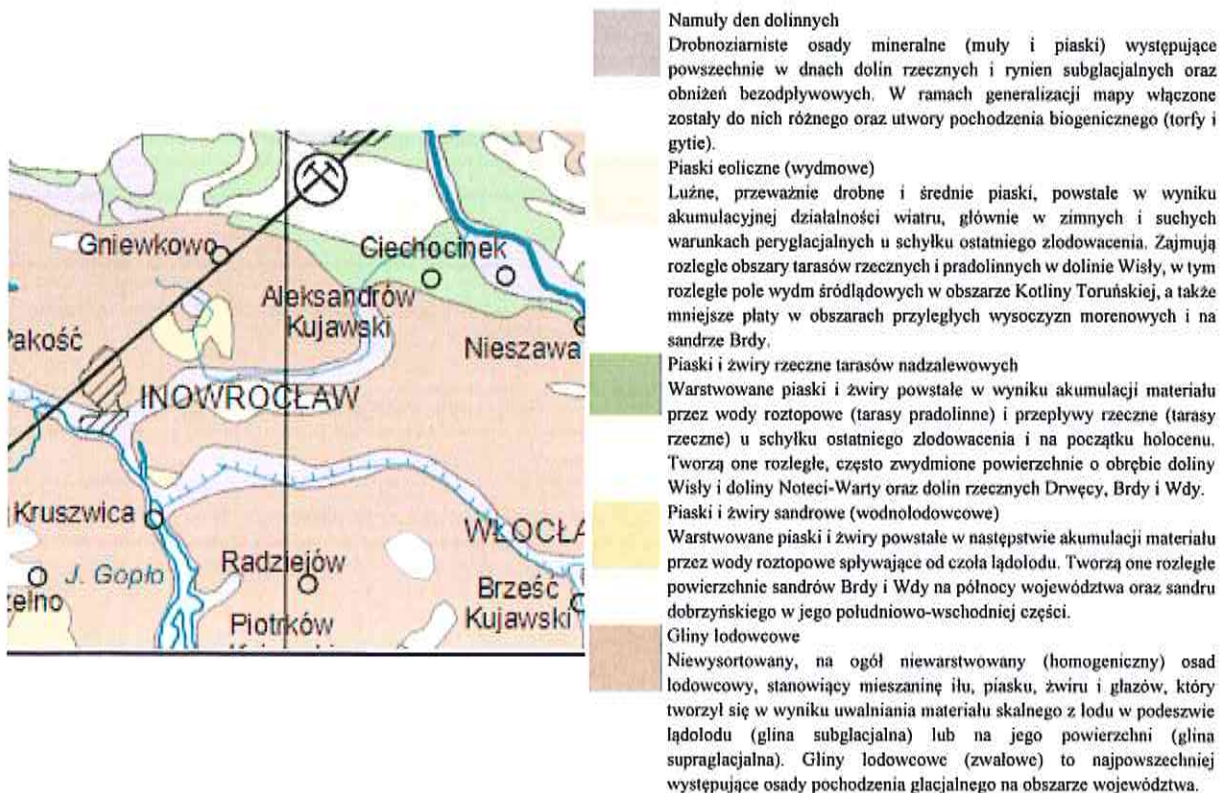 Gniewkowo
Ciechocinek
Aleksandrów
Kujawski
Nieszawa
Pakość
INOWROCŁAW
Kruszwica
WŁOCŁA
Radziejów
J. Gopło
zelno
Brześć
Kujawski
Piotrków
Namuły den dolinnych
Drobnoziarniste osady mineralne (muły i piaski) występujące
powszechnie w dnach dolin rzecznych i rynien subglacjalnych oraz
obniżeń bezodpływowych. W ramach generalizacji mapy włączone
zostały do nich różnego oraz utwory pochodzenia biogenicznego (torfy i
gytie).
Piaski eoliczne (wydmowe)
Luźne, przeważnie drobne i średnie piaski, powstałe w wyniku
akumulacyjnej działalności wiatru, głównie w zimnych i suchych
warunkach peryglacjalnych u schyłku ostatniego zlodowacenia. Zajmują
rozległe obszary tarasów rzecznych i pradolinnych w dolinie Wisły, w tym
rozległe pole wydm śródlądowych w obszarze Kotliny Toruńskiej, a także
mniejsze płaty w obszarach przyległych wysoczyzn morenowych i na
sandrze Brdy.
Piaski i żwiry rzeczne tarasów nadzalewowych
Warstwowane piaski i żwiry powstałe w wyniku akumulacji materiału
przez wody roztopowe (tarasy pradolinne) i przepływy rzeczne (tarasy
rzeczne) u schyłku ostatniego zlodowacenia i na początku holocenu.
Tworzą one rozległe, często zwydmione powierzchnie o obrębie doliny
Wisły i doliny Noteci-Warty oraz dolin rzecznych Drwęcy, Brdy i Wdy.
Piaski i żwiry sandrowe (wodnolodowcowe)
Warstwowane piaski i żwiry powstałe w następstwie akumulacji materiału
przez wody roztopowe spływające od czoła lądolodu. Tworzą one rozległe
powierzchnie sandrów Brdy i Wdy na północy województwa oraz sandru
dobrzyńskiego w jego południowo-wschodniej części.
Gliny lodowcowe
Niewysortowany, na ogół niewarstwowany (homogeniczny) osad
lodowcowy, stanowiący mieszaninę iłu, piasku, żwiru i głazów, który
tworzył się w wyniku uwalniania materiału skalnego z lodu w podeszwie
lądolodu (glina subglacjalna) lub na jego powierzchni (glina
supraglacjalna). Gliny lodowcowe (zwałowe) to najpowszechniej
występujące osady pochodzenia glacjalnego na obszarze województwa.